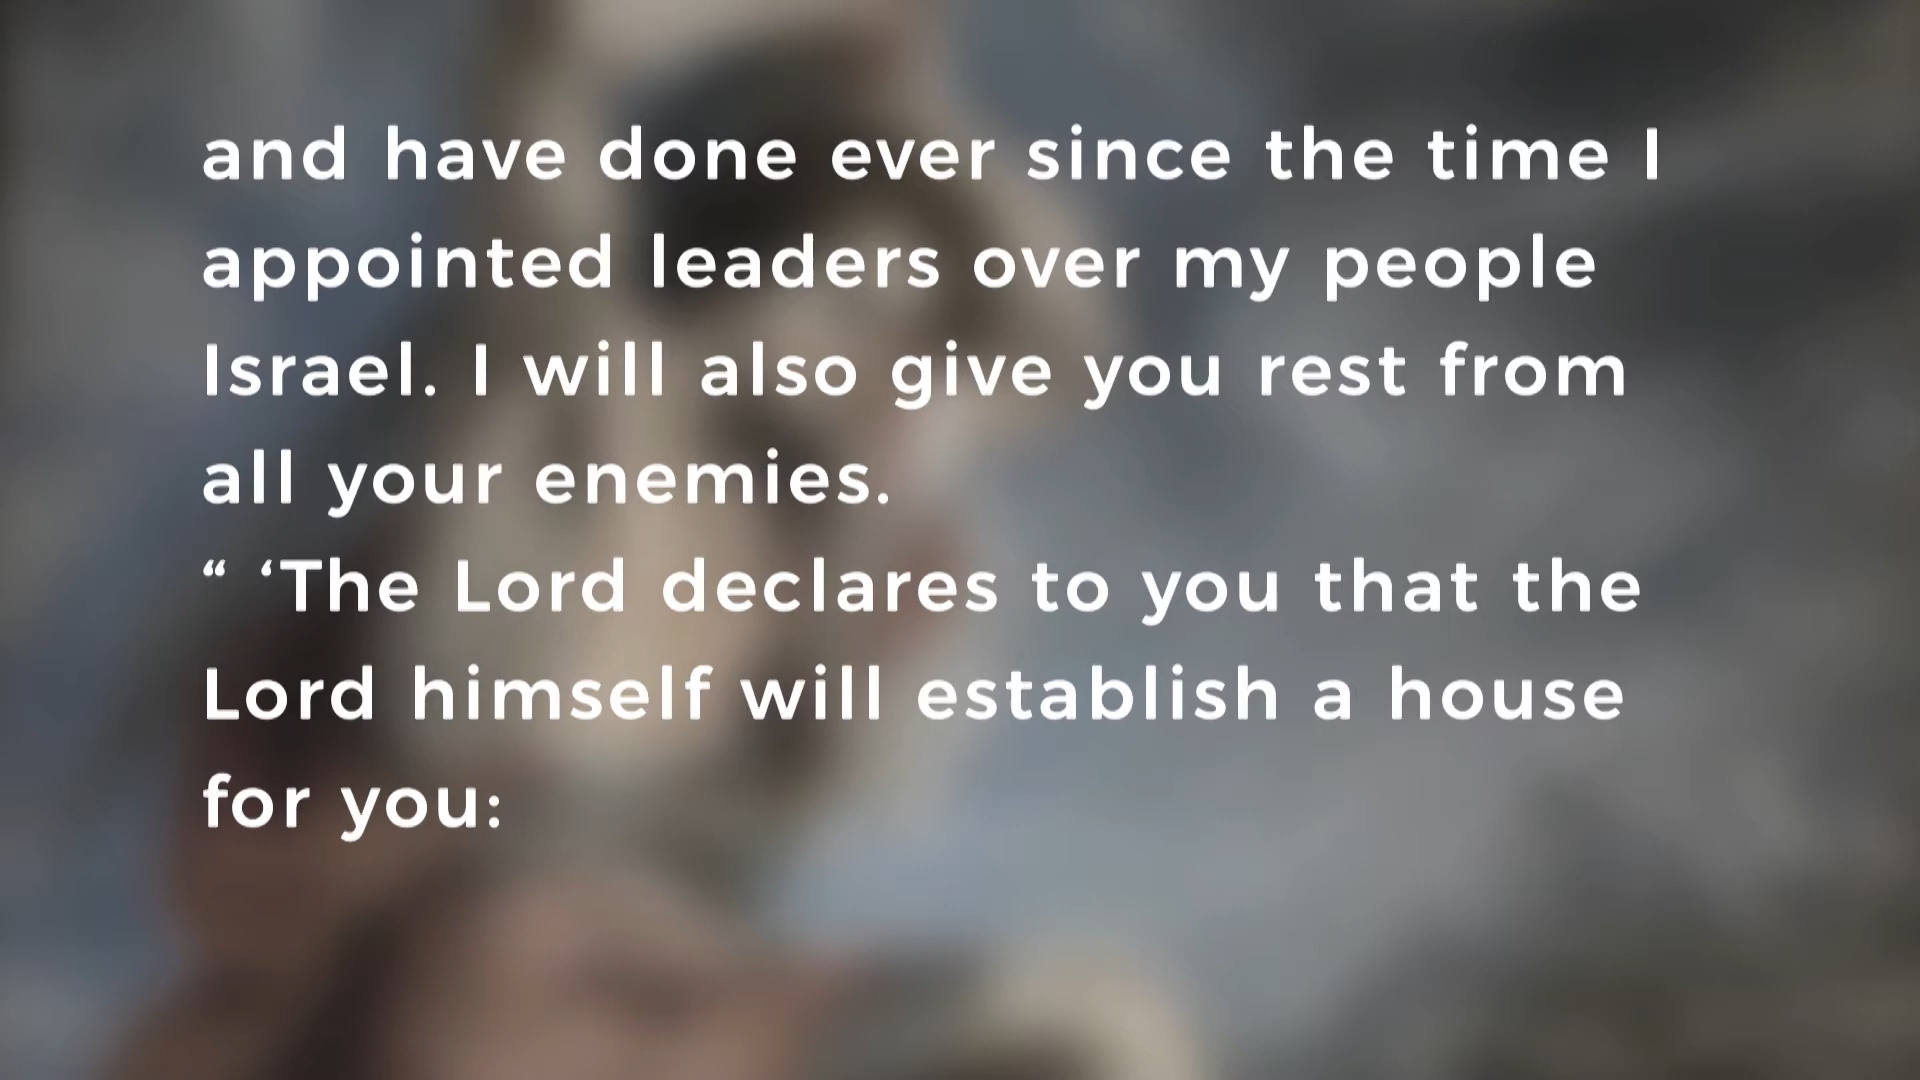 and have done ever since the time I
appointed leaders over my people
Israel. I will also give you rest from
all your enemies.
“ ‘The Lord declares to you that the
Lord himself will establish a house
for you: